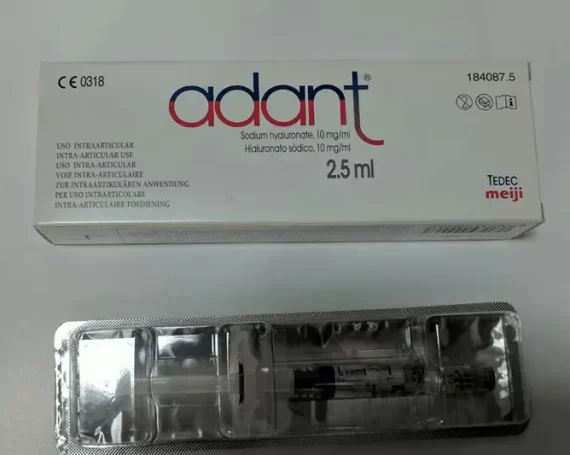 CE 0318
adant®
184087.5
Sodium hyaluronate, 10 mg/ml
Hialuronato sódico, 10 mg/ml
2.5 ml
USO INTRAARTICULAR
INTRA-ARTICULAR USE
USO INTRA-ARTICULAR
VOIE INTRA-ARTICULAIRE
ZUR INTRAARTIKULÄREN ANWENDUNG
PER USO INTRARTICOLARE
INTRA-ARTICULAIRE TOEDIENING
TEDEC
meiji